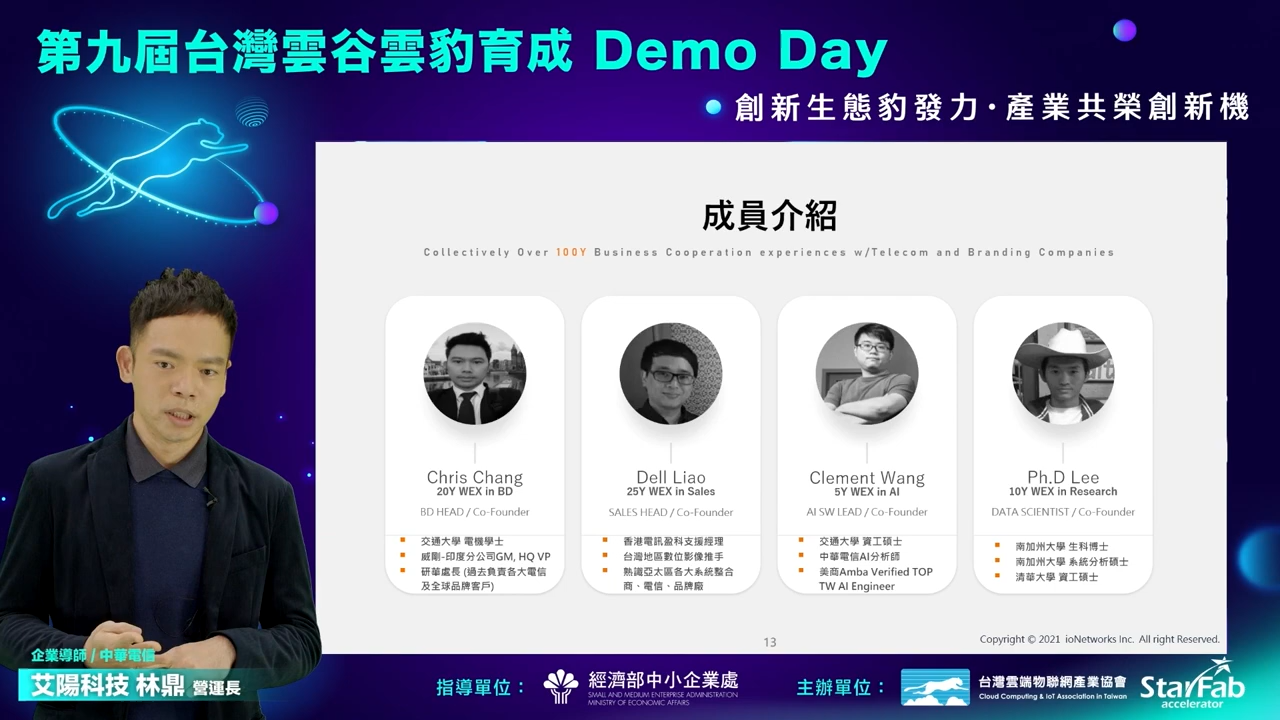 第九屆台灣雲谷雲豹育成 Demo Day
創新生態豹發力·產業共榮創新機
成員介紹
Collectively Over 100Y Business Cooperation experiences w/Telecom and Branding Companies
Chris Chang
20Y WEX in BD
BD HEAD / Co-Founder
交通大學 電機學士
威剛-印度分公司GM, HQ VP
研華處長 (過去負責各大電信
及全球品牌客戶)
Dell Liao
25Y WEX in Sales
SALES HEAD / Co-Founder
香港電訊盈科支援經理
台灣地區數位影像推手
熟識亞太區各大系統整合
商、電信、品牌廠
Clement Wang
5Y WEX in AI
AI SW LEAD / Co-Founder
交通大學 資工碩士
中華電信AI分析師
美商Amba Verified TOP
TW AI Engineer
Ph.D Lee
10Y WEX in Research
DATA SCIENTIST / Co-Founder
南加州大學 生科博士
南加州大學 系統分析碩士
清華大學 資工碩士
13
Copyright © 2021 ioNetworks Inc. All right Reserved.
企業導師 / 中華電信
艾陽科技 林鼎 營運長
指導單位：
經濟部中小企業處
SMALL AND MEDIUM ENTERPRISE ADMINISTRATION
MINISTRY OF ECONOMIC AFFAIRS
主辦單位：
台灣雲端物聯網產業協會
Cloud Computing & IoT Association in Taiwan
StarFab
accelerator